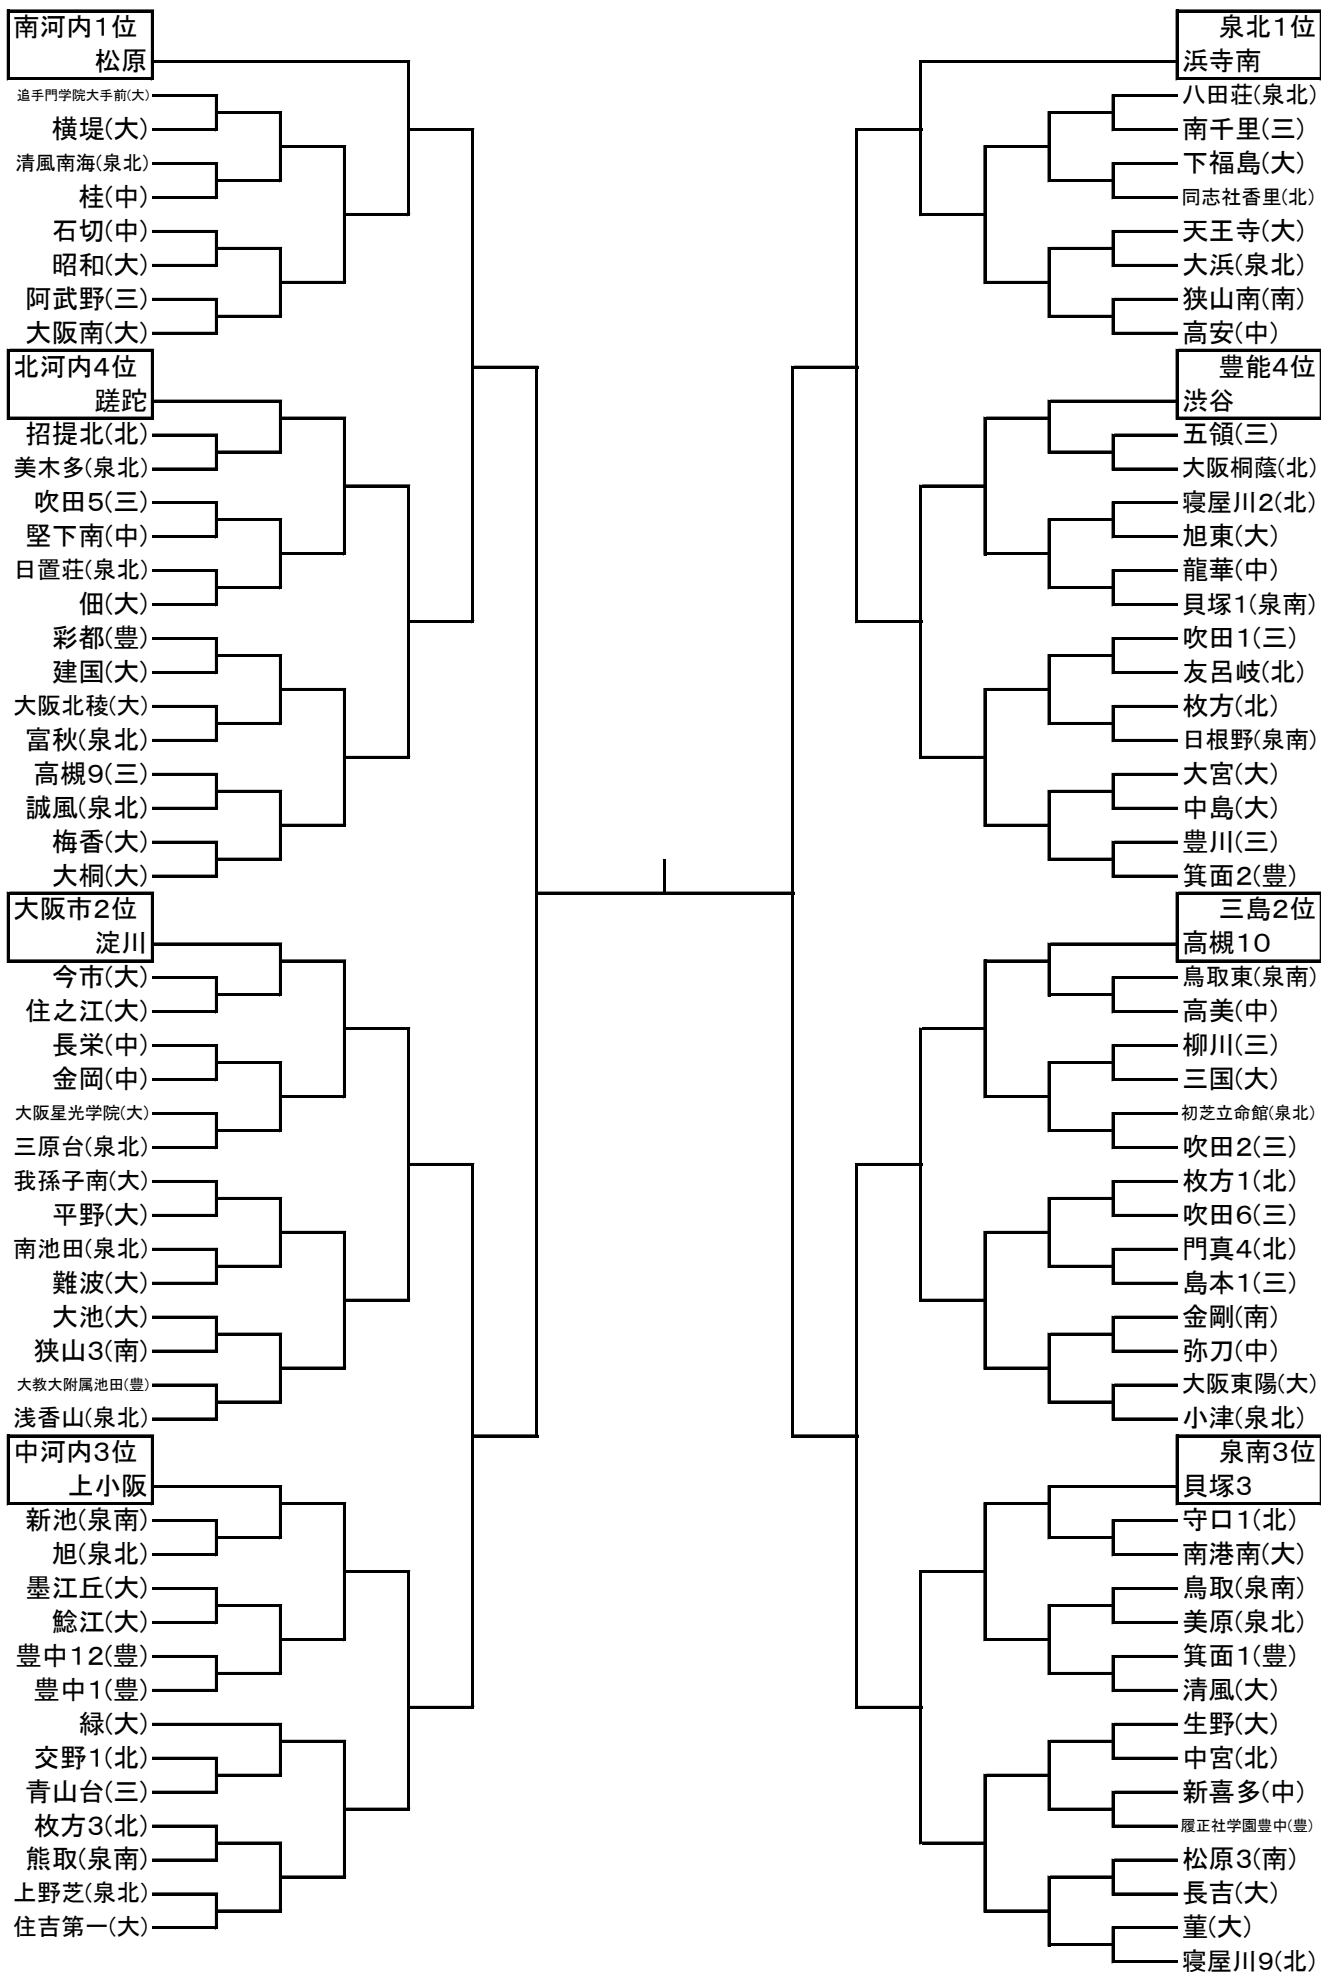 南河内1位
松原
追手門学院大手前(大)
横堤(大)
清風南海(泉北)
桂(中)
石切(中)
昭和(大)
阿武野(三)
大阪南(大)
北河内4位
蹉跎
招提北(北)
美木多(泉北)
吹田5(三)
堅下南(中)
日置荘(泉北)
佃(大)
彩都(豊)
建国(大)
大阪北稜(大)
富秋(泉北)
高槻9(三)
誠風(泉北)
梅香(大)
大桐(大)
大阪市2位
淀川
今市(大)
住之江(大)
長栄(中)
金岡(中)
大阪星光学院(大)
三原台(泉北)
我孫子南(大)
平野(大)
南池田(泉北)
難波(大)
大池(大)
狭山3(南)
大教大附属池田(豊)
浅香山(泉北)
中河内3位
上小阪
新池(泉南)
旭(泉北)
墨江丘(大)
鯰江(大)
豊中12(豊)
豊中1(豊)
緑(大)
交野1(北)
青山台(三)
枚方3(北)
熊取(泉南)
上野芝(泉北)
住吉第一(大)
泉北1位
浜寺南
八田荘(泉北)
南千里(三)
下福島(大)
同志社香里(北)
天王寺(大)
大浜(泉北)
狭山南(南)
高安(中)
豊能4位
渋谷
五領(三)
大阪桐蔭(北)
寝屋川2(北)
旭東(大)
龍華(中)
貝塚1(泉南)
吹田1(三)
友呂岐(北)
枚方(北)
日根野(泉南)
大宮(大)
中島(大)
豊川(三)
箕面2(豊)
三島2位
高槻10
鳥取東(泉南)
高美(中)
柳川(三)
三国(大)
初芝立命館(泉北)
吹田2(三)
枚方1(北)
吹田6(三)
門真4(北)
島本1(三)
金剛(南)
弥刀(中)
大阪東陽(大)
小津(泉北)
泉南3位
貝塚3
守口1(北)
南港南(大)
鳥取(泉南)
美原(泉北)
箕面1(豊)
清風(大)
生野(大)
中宮(北)
新喜多(中)
履正社学園豊中(豊)
松原3(南)
長吉(大)
菫(大)
寝屋川9(北)